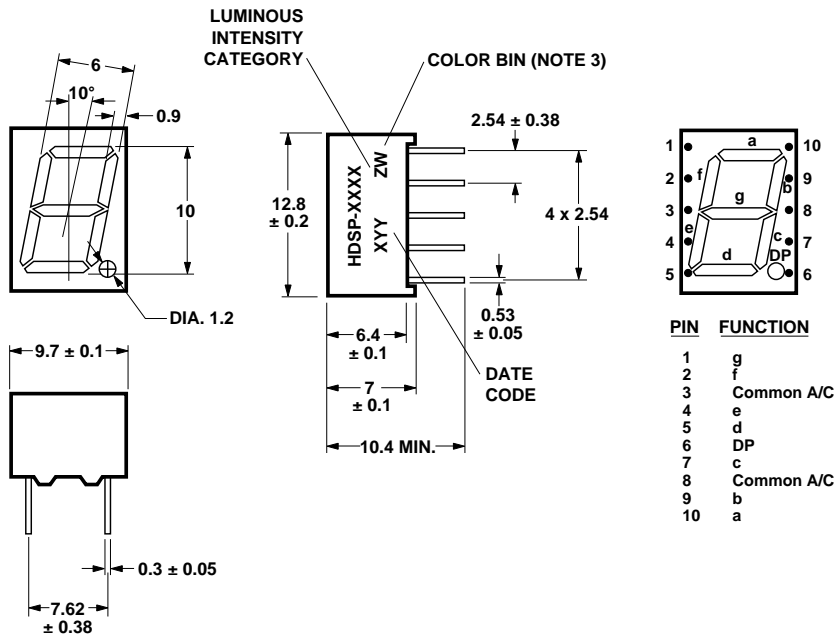 LUMINOUS
INTENSITY
CATEGORY
COLOR BIN (NOTE 3)
6
10°
0.9
10
DIA. 1.2
12.8
± 0.2
HDSP-XXXX
ZW
XYY
2.54 ± 0.38
4 x 2.54
0.53
± 0.05
6.4
± 0.1
7
± 0.1
10.4 MIN.
DATE
CODE
1
2
3
4
5
10
9
8
7
6
a
f
b
g
e
c
d
DP
PIN FUNCTION
1 g
2 f
3 Common A/C
4 e
5 d
6 DP
7 c
8 Common A/C
9 b
10 a
9.7 ± 0.1
0.3 ± 0.05
7.62
± 0.38